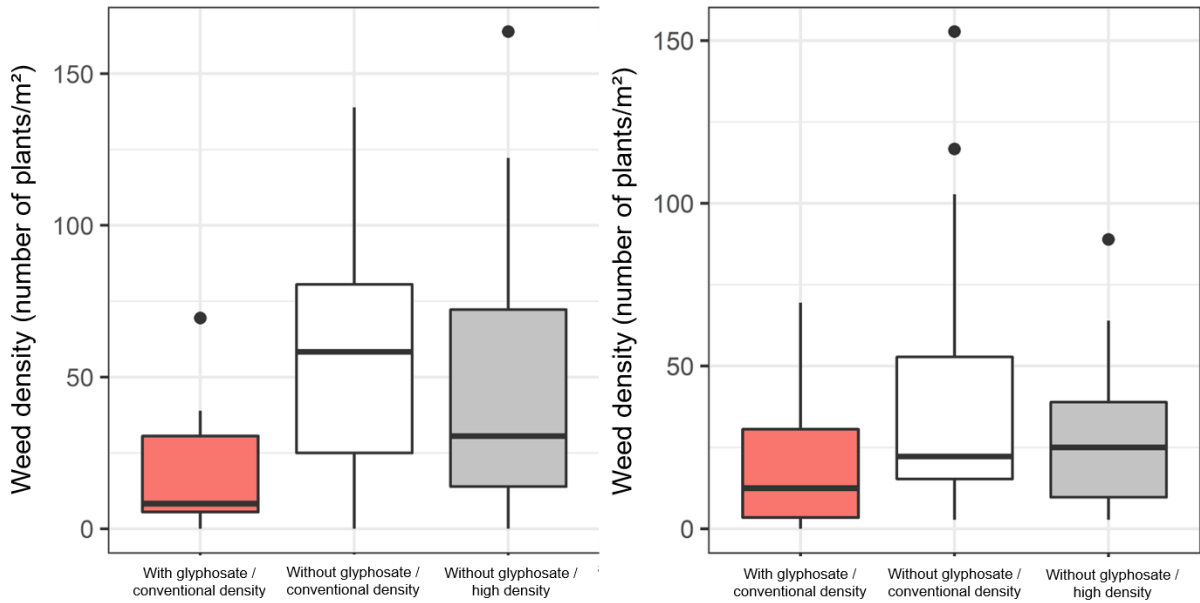 Weed density (number of plants/m²)
150
100
50
0
With glyphosate /
conventional density
Without glyphosate /
conventional density
Without glyphosate /
high density
Weed density (number of plants/m²)
150
100
50
0
With glyphosate /
conventional density
Without glyphosate /
conventional density
Without glyphosate /
high density